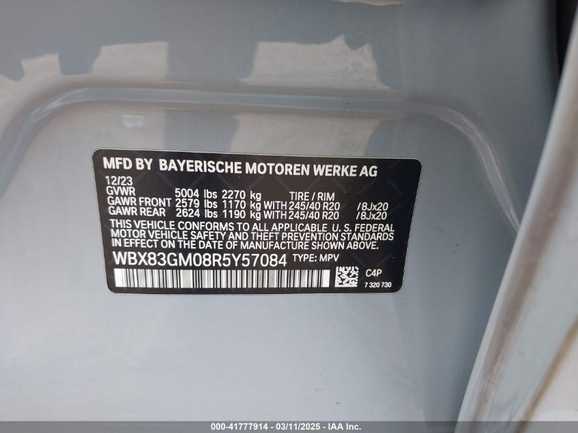 MFD BY BAYERISCHE MOTOREN WERKE AG
12/23
GVWR 5004 lbs 2270 kg TIRE / RIM
GAWR FRONT 2579 lbs 1170 kg WITH 245/40 R20 /8Jx20
GAWR REAR 2624 lbs 1190 kg WITH 245/40 R20 /8Jx20
THIS VEHICLE CONFORMS TO ALL APPLICABLE U. S. FEDERAL
MOTOR VEHICLE SAFETY AND THEFT PREVENTION STANDARDS
IN EFFECT ON THE DATE OF MANUFACTURE SHOWN ABOVE.
WBX83GM08R5Y57084 TYPE: MPV
C4P
7 320 730
© 000-41777914 - 03/11/2025 - IAA Inc.